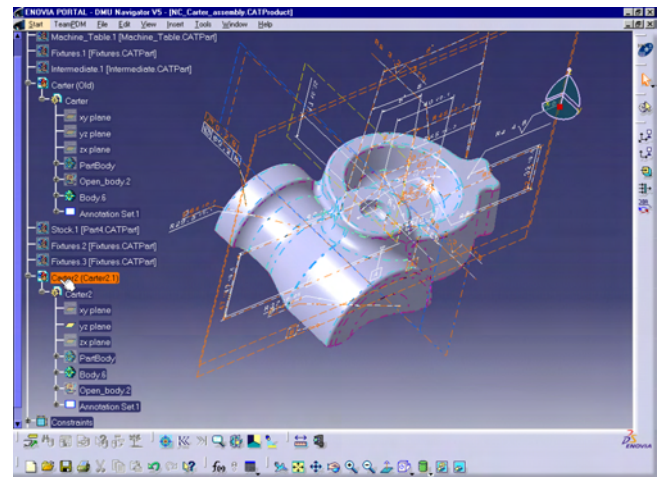 ENOVIA PORTAL - DMU Navigator V5 - [NC_Carter_assembly.CATProduct]
Start TeamPDM File Edit View Insert Tools Window Help
Machine_Table.1 [Machine_Table.CATPart]
Fixtures.1 [Fixtures.CATPart]
Intermediate.1 [Intermediate.CATPart]
Carter (Old)
Carter
xy plane
yz plane
zx plane
PartBody
Open_body.2
Body.6
Annotation Set.1
Stock.1 [Part4.CATPart]
Fixtures.2 [Fixtures.CATPart]
Fixtures.3 [Fixtures.CATPart]
Carter2 (Carter2.1)
Carter2
xy plane
yz plane
zx plane
PartBody
Body.6
Open_body.2
Annotation Set.1
Constraints
ENOVIA